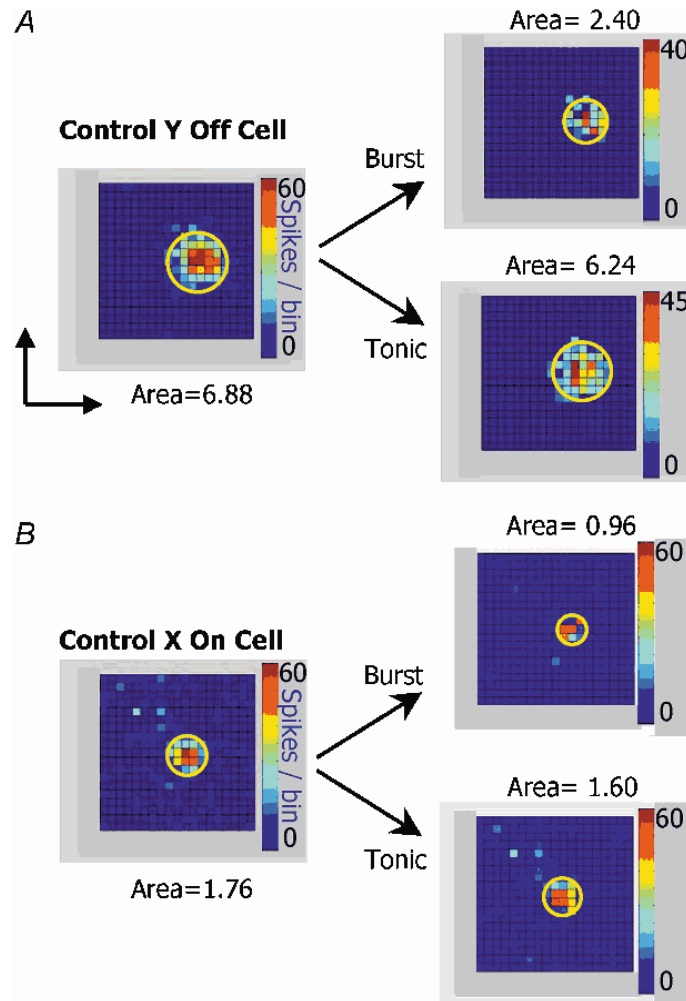 A
Area= 2.40
40
0
Control Y Off Cell
60
Spikes / bin
0
Area=6.88
Burst
Tonic
Area= 6.24
45
0
B
Area= 0.96
60
0
Control X On Cell
60
Spikes / bin
0
Area=1.76
Burst
Tonic
Area= 1.60
60
0